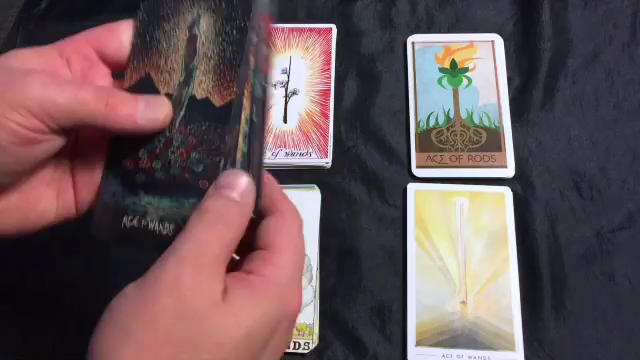 ACE OF WANDS
OF WANDS
ACE OF RODS
NDS
ACE OF WANDS